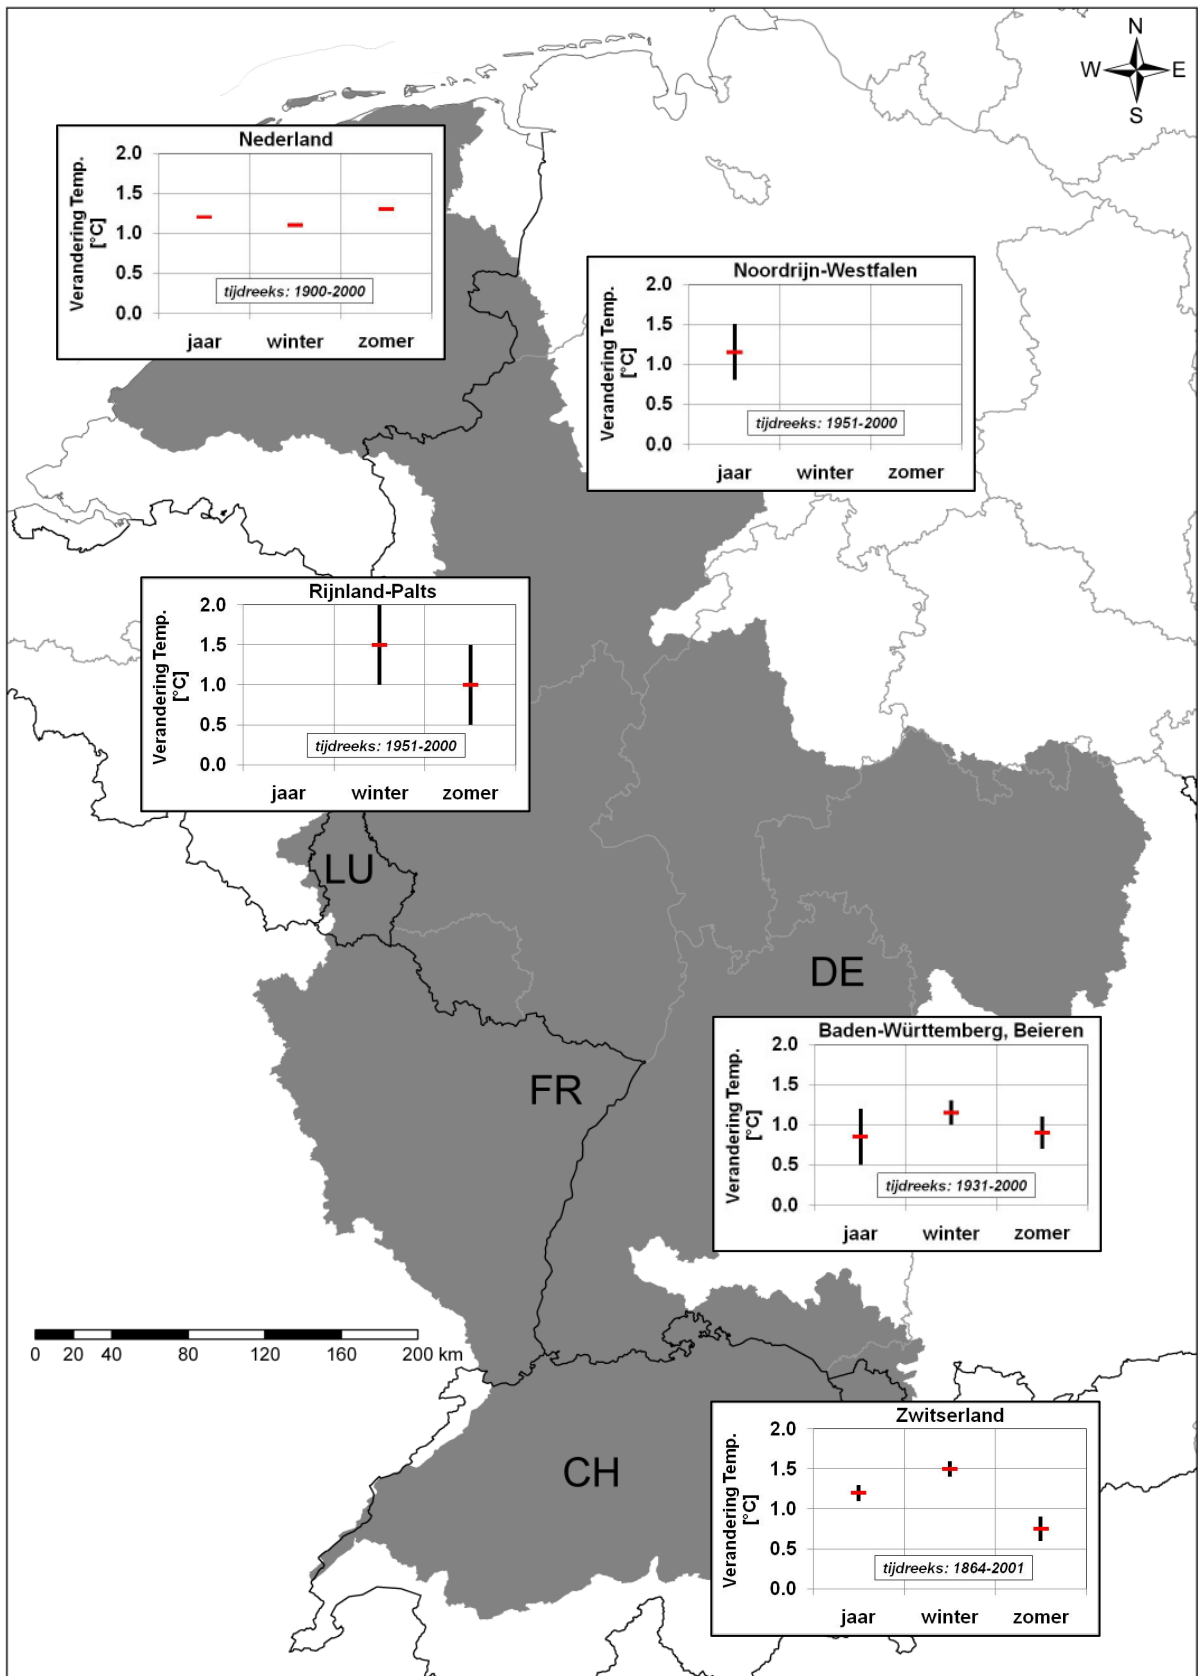 N
W E
S
Nederland
Verandering Temp.
[°C]
2.0
1.5
1.0
0.5
0.0
tijdreeks: 1900-2000
jaar winter zomer
Noordrijn-Westfalen
Verandering Temp.
[°C]
2.0
1.5
1.0
0.5
0.0
tijdreeks: 1951-2000
jaar winter zomer
Rijnland-Palts
Verandering Temp.
[°C]
2.0
1.5
1.0
0.5
0.0
tijdreeks: 1951-2000
jaar winter zomer
LU
DE
FR
Baden-Württemberg, Beieren
Verandering Temp.
[°C]
2.0
1.5
1.0
0.5
0.0
tijdreeks: 1931-2000
jaar winter zomer
0 20 40 80 120 160 200 km
CH
Zwitserland
Verandering Temp.
[°C]
2.0
1.5
1.0
0.5
0.0
tijdreeks: 1864-2001
jaar winter zomer